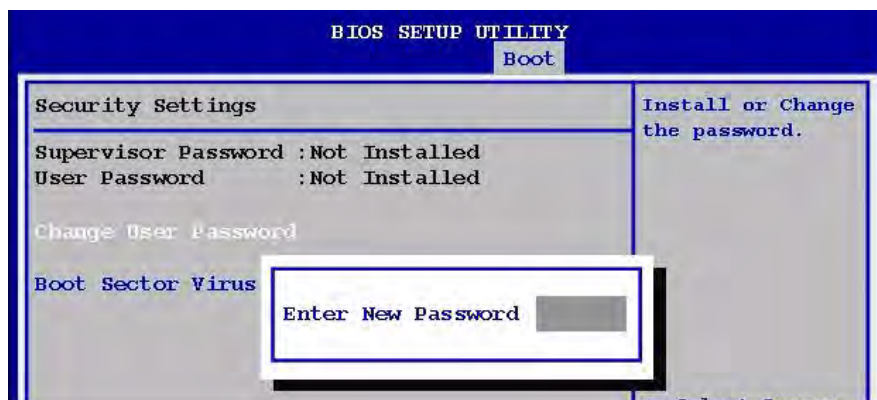 BIOS SETUP UTILITY
Boot
Security Settings
Supervisor Password :Not Installed
User Password :Not Installed
Change User Password
Boot Sector Virus
Enter New Password
Install or Change
the password.